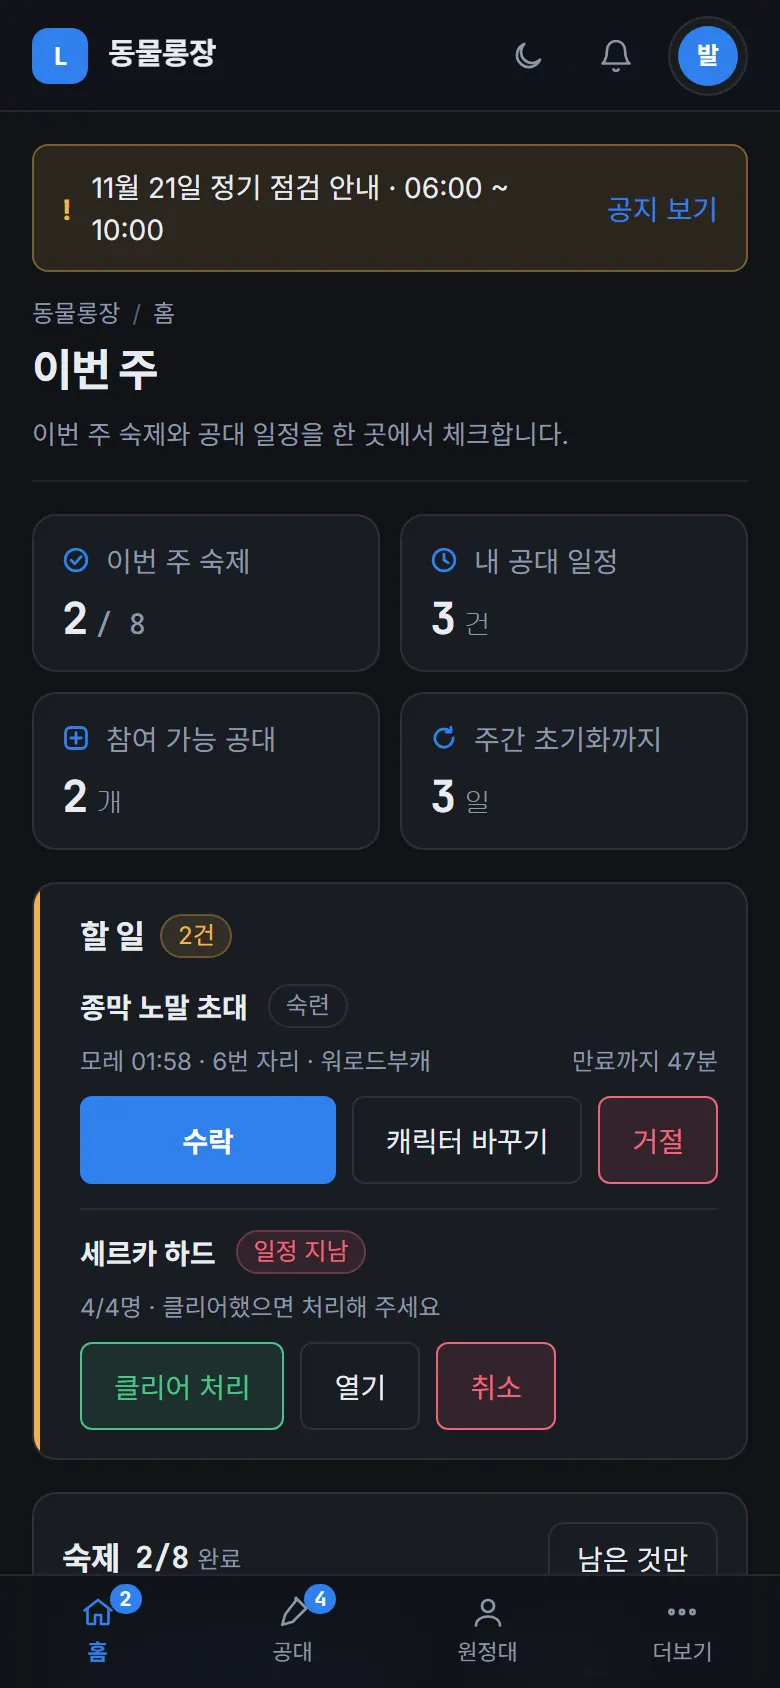 L 동물롱장 발
! 11월 21일 정기 점검 안내 · 06:00 ~ 10:00 공지 보기
동물롱장 / 홈
이번 주
이번 주 숙제와 공대 일정을 한 곳에서 체크합니다.
이번 주 숙제
2 / 8
내 공대 일정
3 건
참여 가능 공대
2 개
주간 초기화까지
3 일
할 일 2건
종막 노말 초대 숙련
모레 01:58 · 6번 자리 · 워로드부캐 만료까지 47분
수락 캐릭터 바꾸기 거절
세르카 하드 일정 지남
4/4명 · 클리어했으면 처리해 주세요
클리어 처리 열기 취소
숙제 2/8 완료 남은 것만
2 4
홈 공대 원정대 더보기